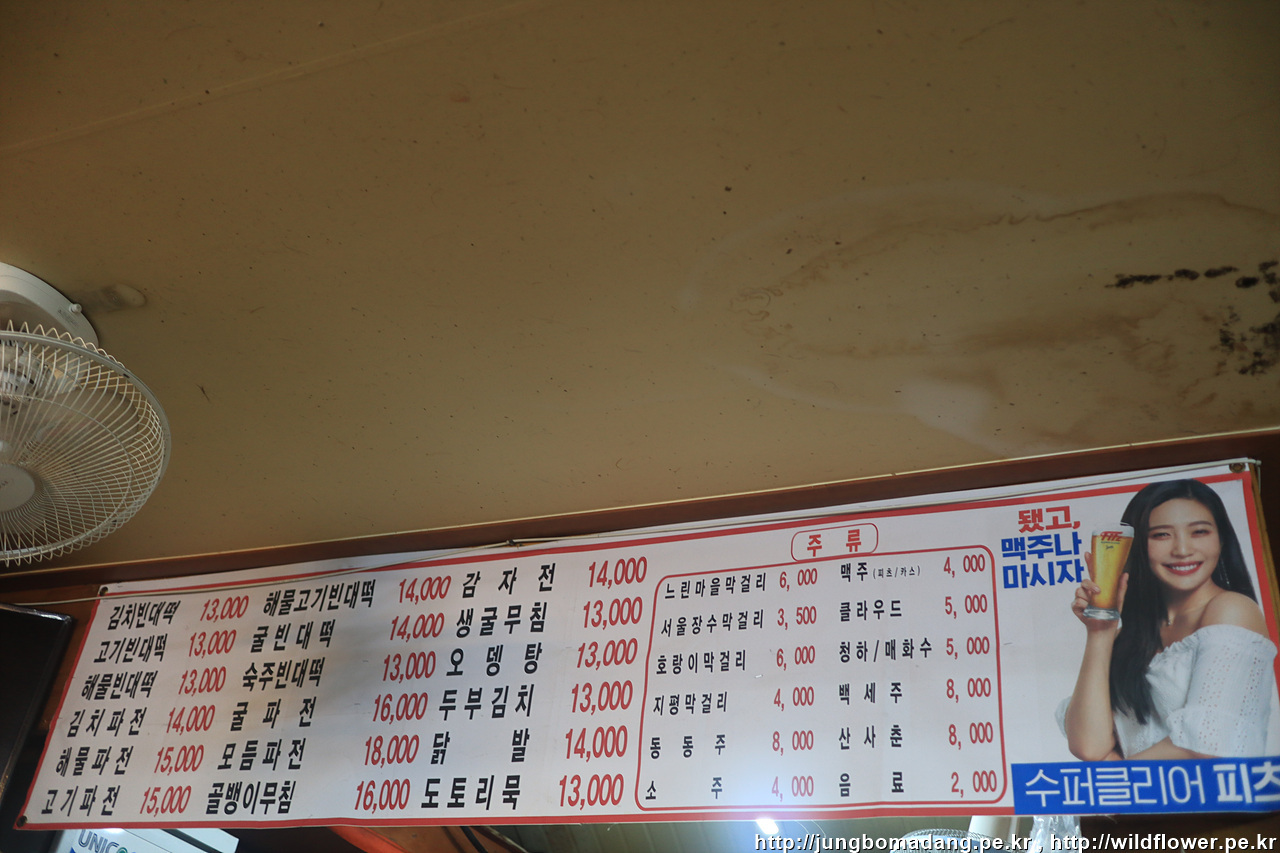 됐고,
맥주나
마시자
주 류
김치빈대떡 13,000 해물고기빈대떡 14,000 감 자 전 14,000 느린마을막걸리 6,000 맥주(피츠/카스) 4,000
고기빈대떡 13,000 굴빈대떡 14,000 생굴무침 13,000 서울장수막걸리 3,500 클라우드 5,000
해물빈대떡 13,000 숙주빈대떡 13,000 오 뎅 탕 13,000 호랑이막걸리 6,000 청하/매화수 5,000
김치파전 14,000 굴 파 전 16,000 두부김치 13,000 지평막걸리 4,000 백세주 8,000
해물파전 15,000 모듬파전 18,000 닭 발 14,000 동동주 8,000 산사춘 8,000
고기파전 15,000 골뱅이무침 16,000 도토리묵 13,000 소 주 4,000 음 료 2,000
수퍼클리어 피츠
http://jungbomadang.pe.kr, http://wildflower.pe.kr